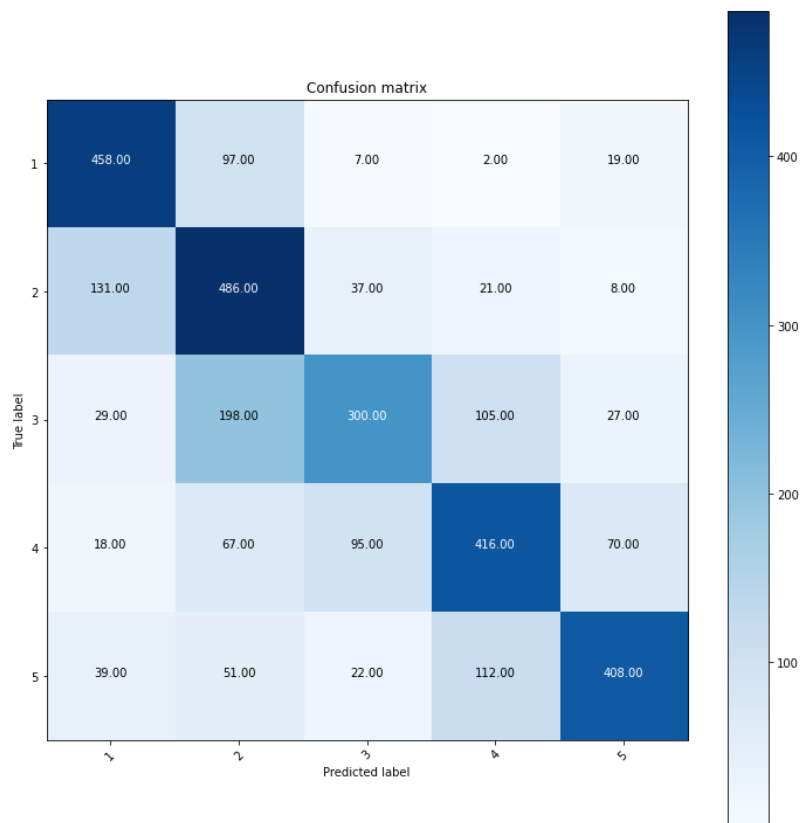 Confusion matrix
1 458.00 97.00 7.00 2.00 19.00
2 131.00 486.00 37.00 21.00 8.00
3 29.00 198.00 300.00 105.00 27.00
4 18.00 67.00 95.00 416.00 70.00
5 39.00 51.00 22.00 112.00 408.00
True label
1 2 3 4 5
Predicted label
400
300
200
100